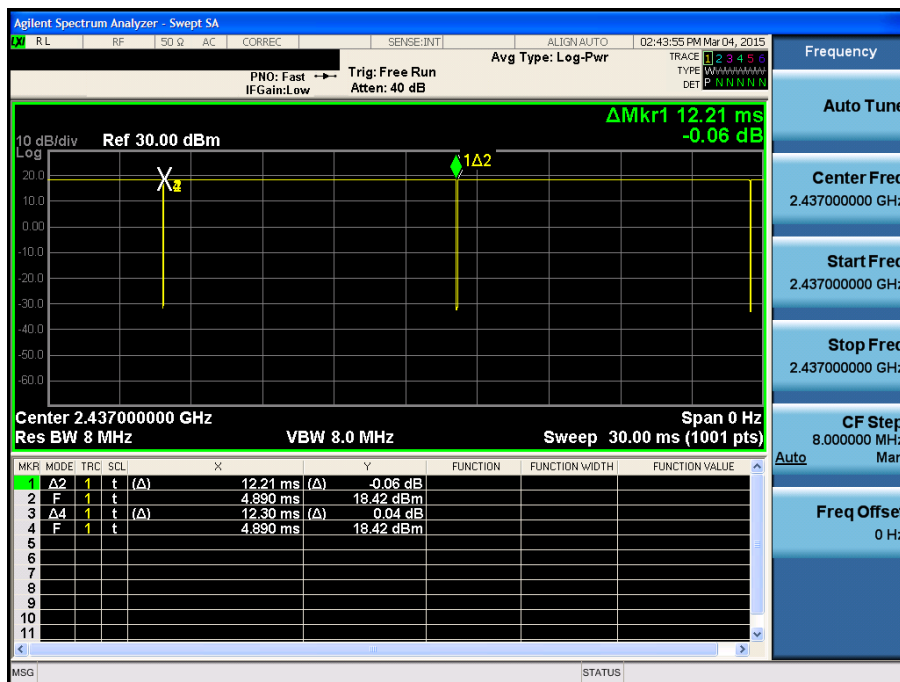 Agilent Spectrum Analyzer - Swept SA
LXI RL RF 50 Ω AC CORREC SENSE:INT ALIGN AUTO 02:43:55 PM Mar 04, 2015
Frequency
Avg Type: Log-Pwr TRACE 1 2 3 4 5 6
PNO: Fast Trig: Free Run TYPE WWWWWW
IFGain:Low Atten: 40 dB DET P N N N N N
Auto Tune
ΔMkr1 12.21 ms
-0.06 dB
10 dB/div Ref 30.00 dBm
Log
1Δ2
20.0
10.0
0.00
-10.0
-20.0
-30.0
-40.0
-50.0
-60.0
Center Freq
2.437000000 GHz
Start Freq
2.437000000 GHz
Stop Freq
2.437000000 GHz
CF Step
8.000000 MHz
Auto Man
Freq Offset
0 Hz
Center 2.437000000 GHz Span 0 Hz
Res BW 8 MHz VBW 8.0 MHz Sweep 30.00 ms (1001 pts)
MKR MODE TRC SCL X Y FUNCTION FUNCTION WIDTH FUNCTION VALUE
1 Δ2 1 t (Δ) 12.21 ms (Δ) -0.06 dB
2 F 1 t 4.890 ms 18.42 dBm
3 Δ4 1 t (Δ) 12.30 ms (Δ) 0.04 dB
4 F 1 t 4.890 ms 18.42 dBm
5
6
7
8
9
10
11
MSG STATUS